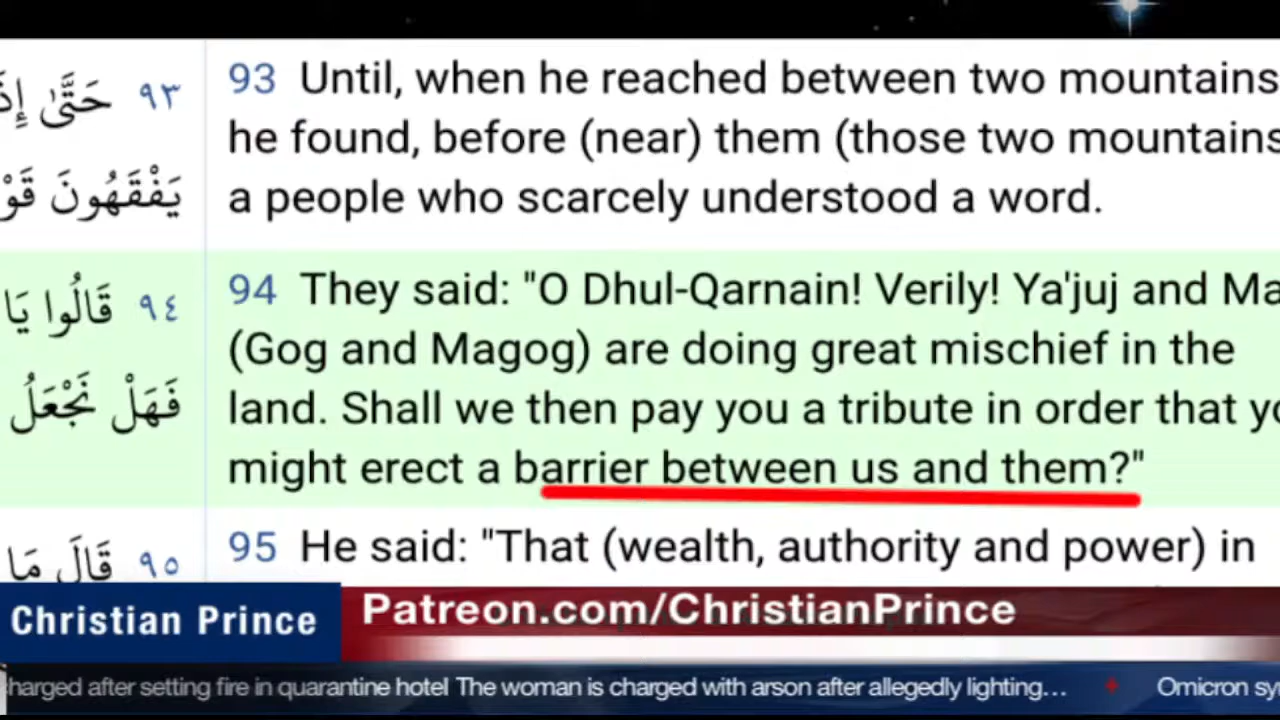 ٩٣ حَتَّىٰ
يَفْقَهُونَ
93 Until, when he reached between two mountains
he found, before (near) them (those two mountains
a people who scarcely understood a word.
٩٤ قَالُوا يَا
فَهَلْ نَجْعَلُ
94 They said: "O Dhul-Qarnain! Verily! Ya'juj and
(Gog and Magog) are doing great mischief in the
land. Shall we then pay you a tribute in order that
might erect a barrier between us and them?"
٩٥ قَالَ مَا
95 He said: "That (wealth, authority and power) in
Christian Prince
Patreon.com/ChristianPrince
after setting fire in quarantine hotel The woman is charged with arson after allegedly lighting... Omicron